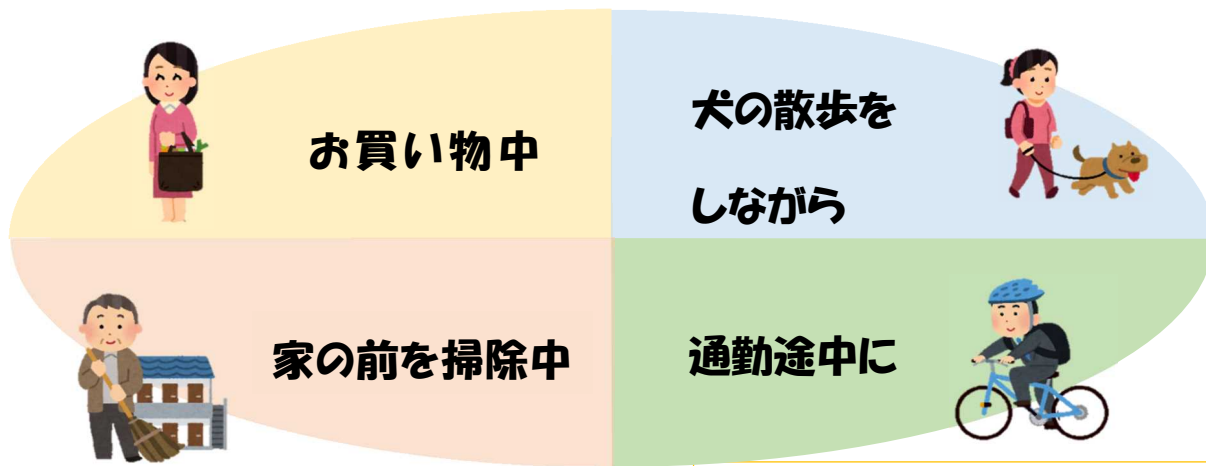 お買い物中
犬の散歩を
しながら
家の前を掃除中
通勤途中に